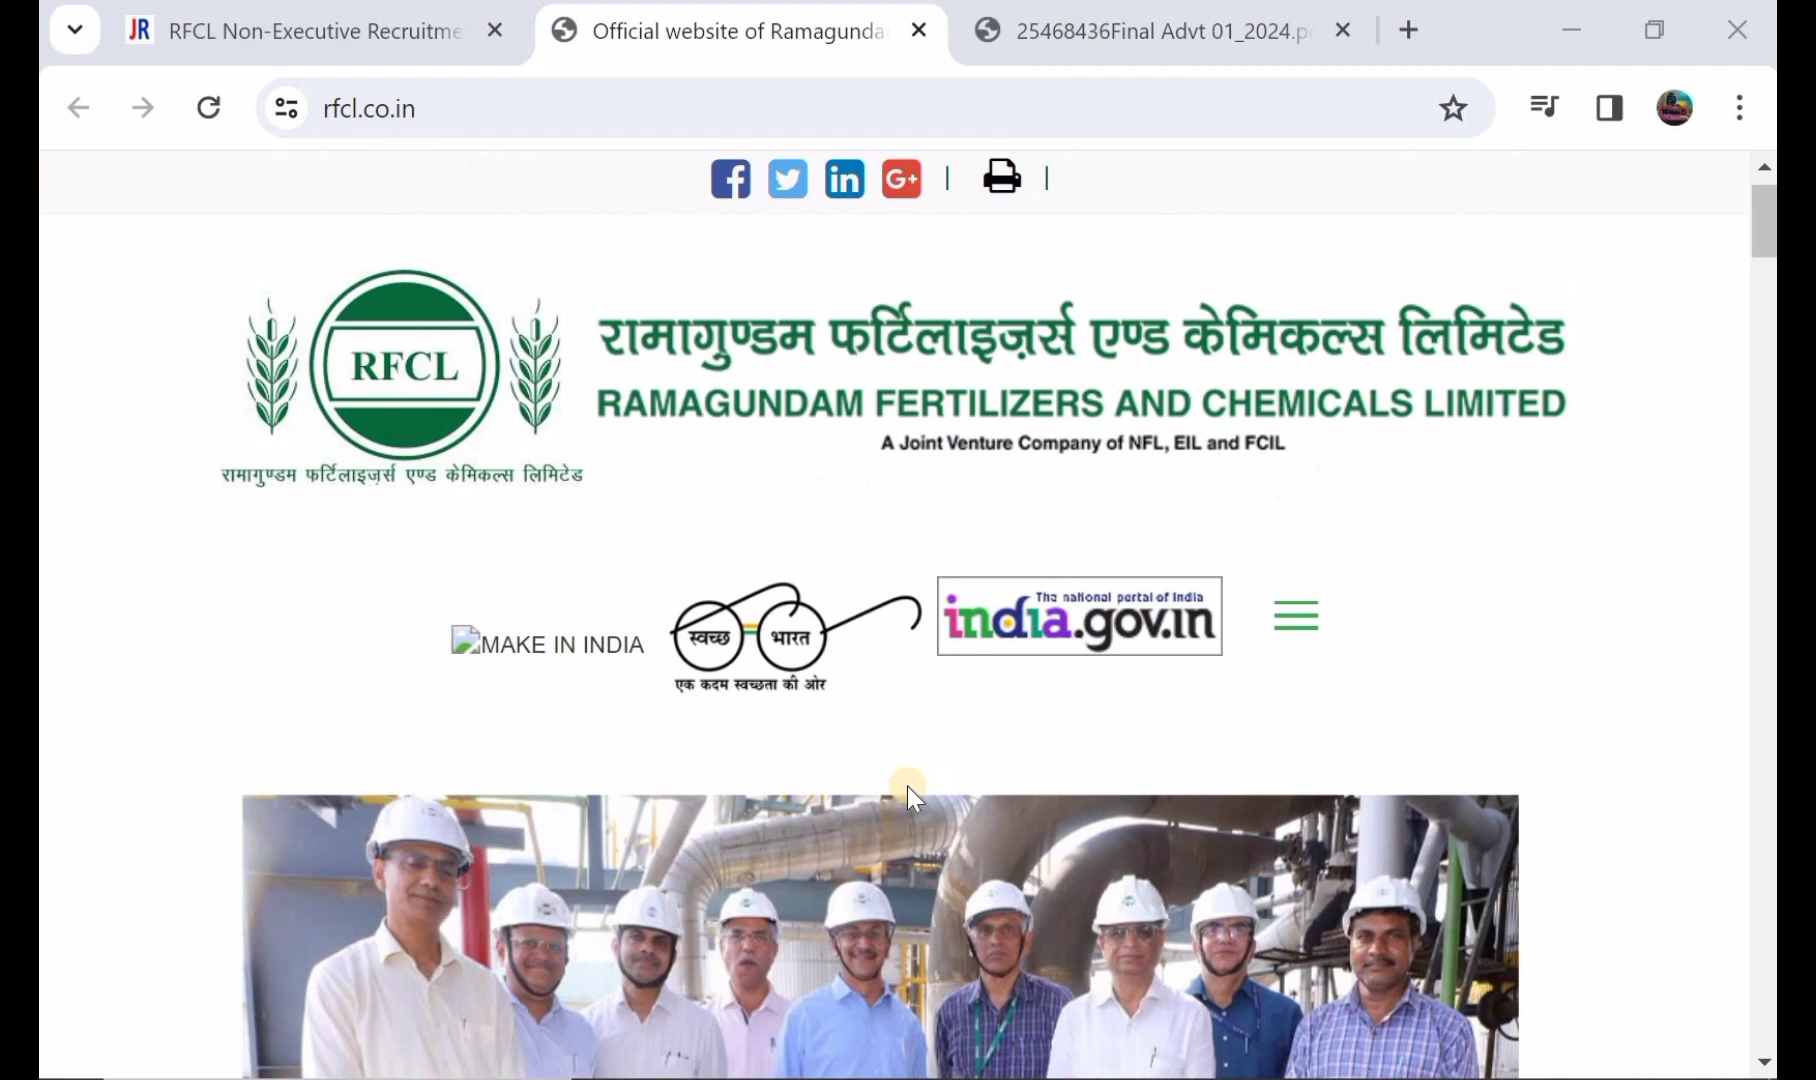 JR RFCL Non-Executive Recruitme
Official website of Ramagunda
25468436Final Advt 01_2024.p
rfcl.co.in
f in G+ | |
RFCL
रामागुण्डम फर्टिलाइज़र्स एण्ड केमिकल्स लिमिटेड
RAMAGUNDAM FERTILIZERS AND CHEMICALS LIMITED
A Joint Venture Company of NFL, EIL and FCIL
रामागुण्डम फर्टिलाइज़र्स एण्ड केमिकल्स लिमिटेड
MAKE IN INDIA
स्वच्छ भारत
एक कदम स्वच्छता की ओर
The national portal of India
india.gov.in